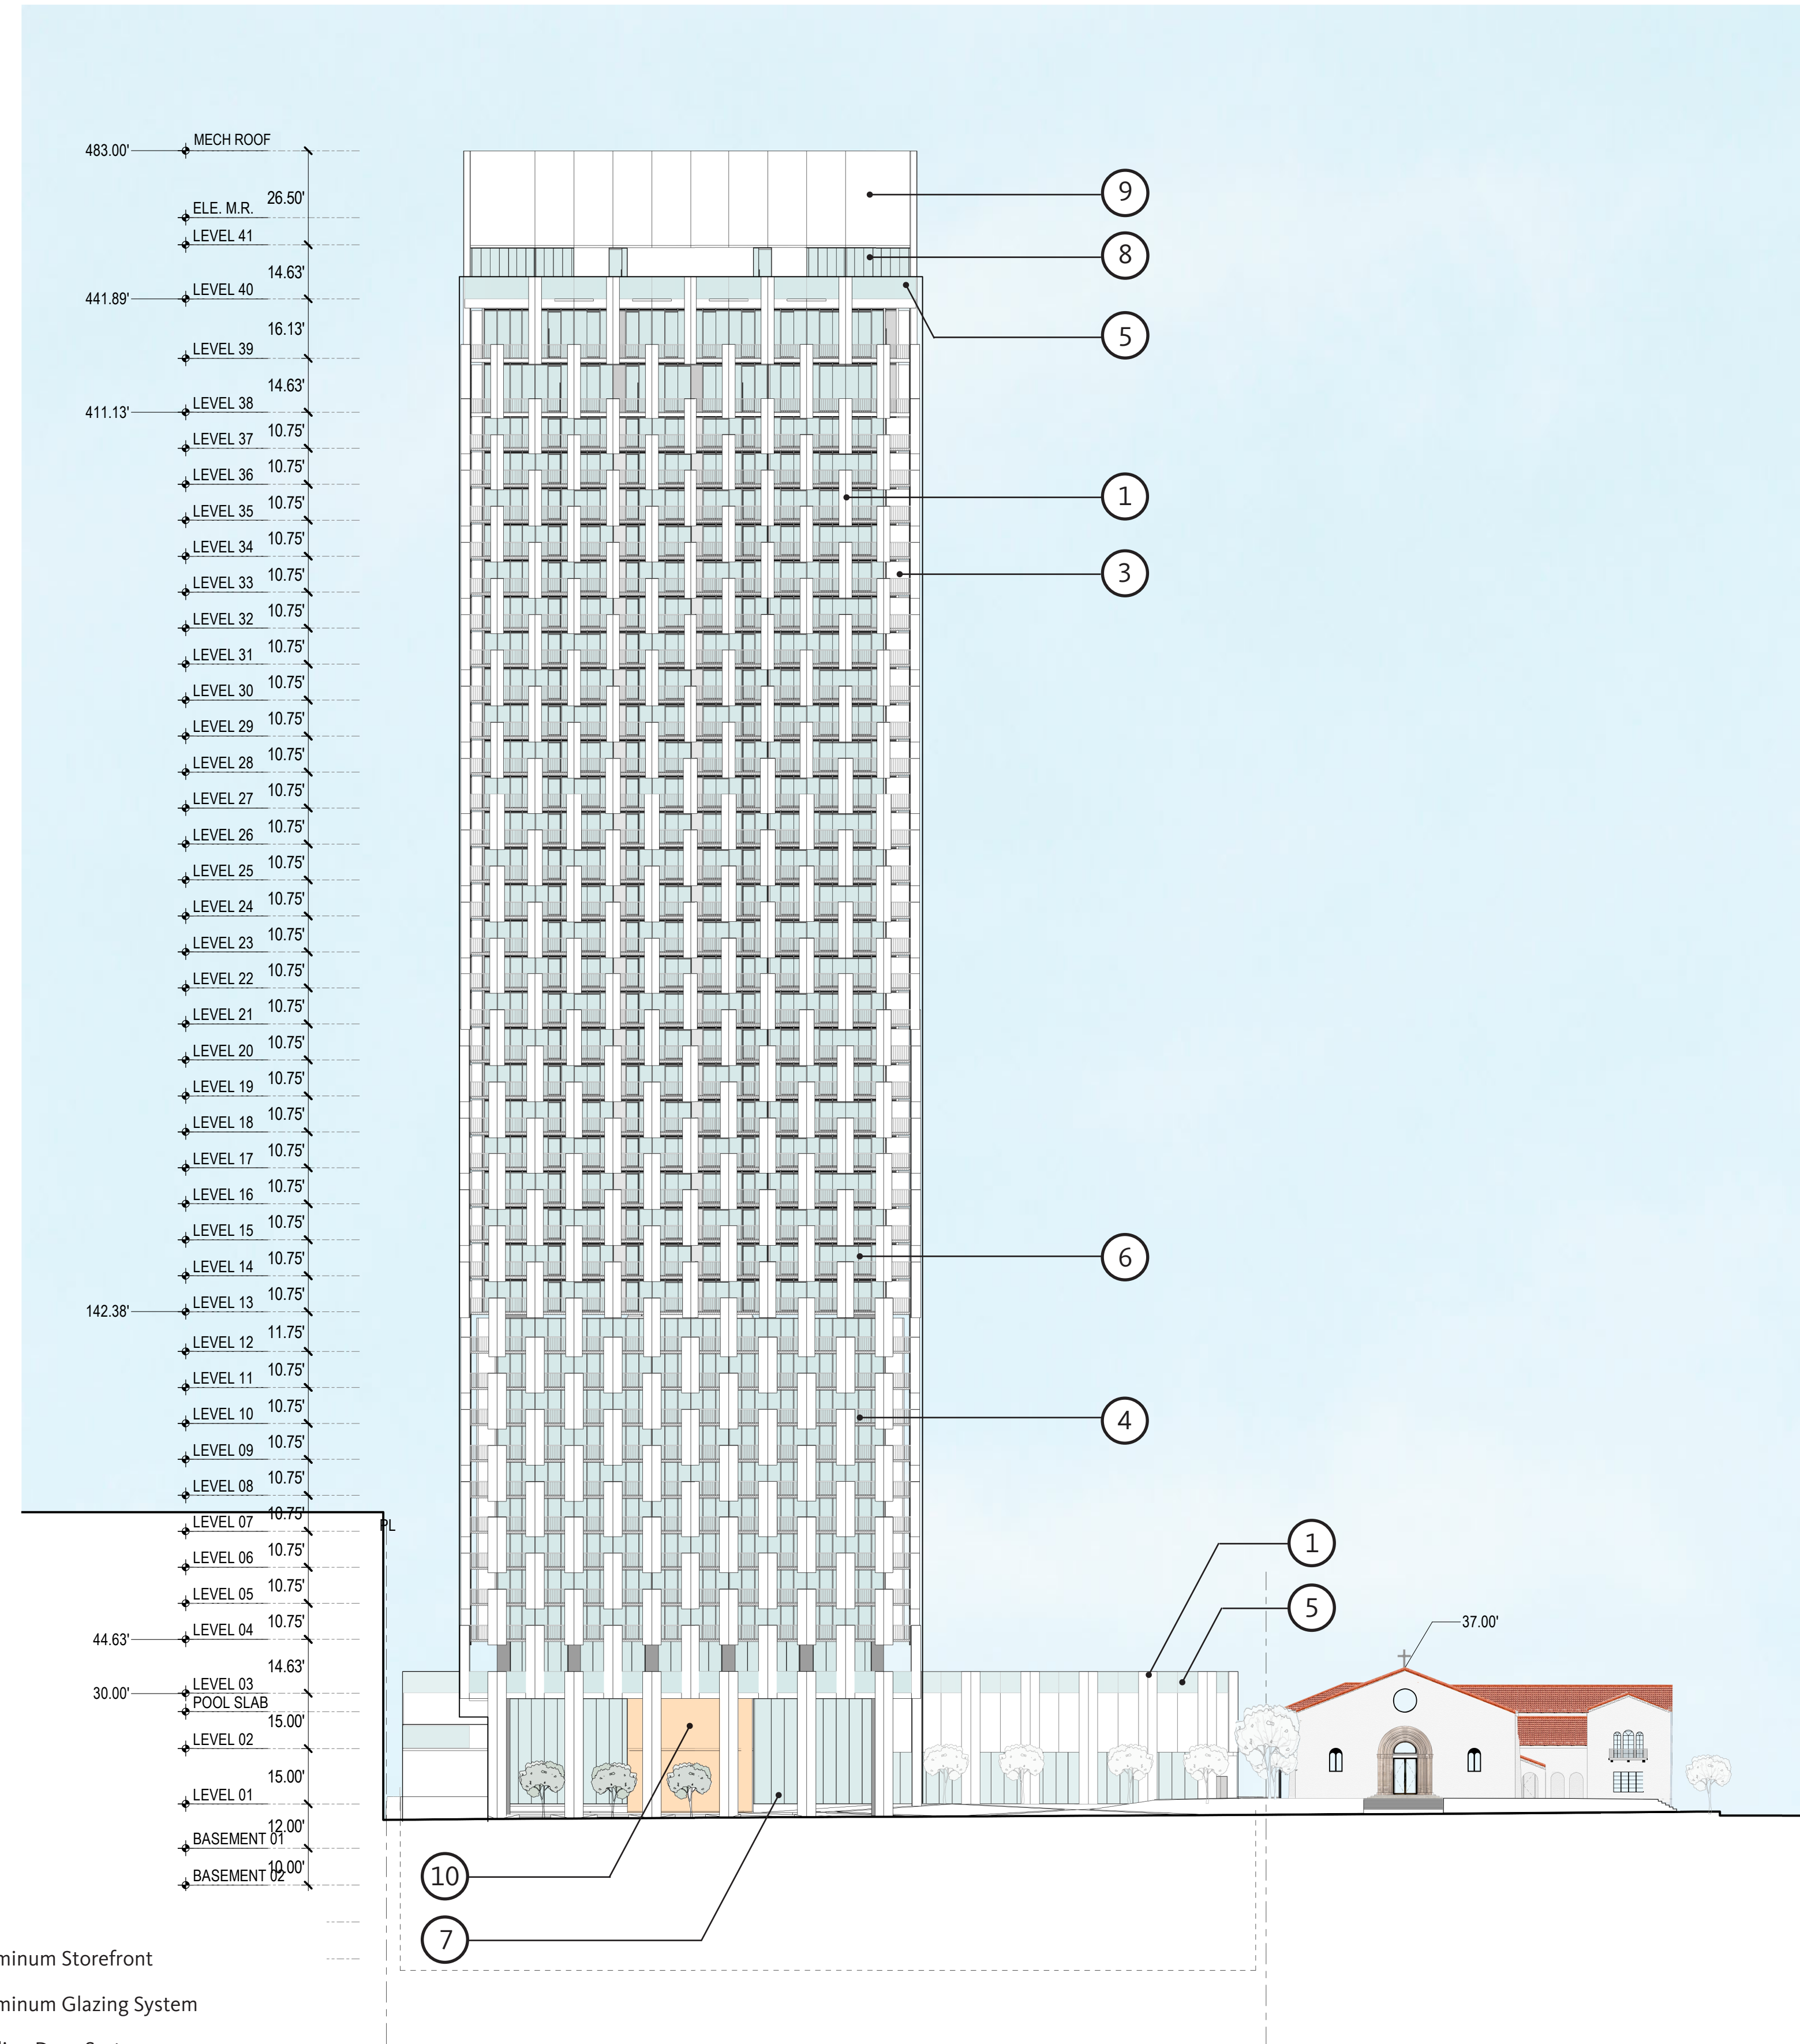 MECH ROOF
483.00'
9
26.50'
ELE. M.R.
LEVEL 41
8
14.63'
LEVEL 40
441.89'
5
16.13'
LEVEL 39
14.63'
LEVEL 38
411.13'
10.75'
LEVEL 37
10.75'
LEVEL 36
1
10.75'
LEVEL 35
10.75'
LEVEL 34
10.75'
3
LEVEL 33
10.75'
LEVEL 32
10.75'
LEVEL 31
10.75'
LEVEL 30
10.75'
LEVEL 29
10.75'
LEVEL 28
10.75'
LEVEL 27
10.75'
LEVEL 26
10.75'
LEVEL 25
10.75'
LEVEL 24
10.75'
LEVEL 23
10.75'
LEVEL 22
10.75'
LEVEL 21
10.75'
LEVEL 20
10.75'
LEVEL 19
10.75'
LEVEL 18
10.75'
LEVEL 17
10.75'
LEVEL 16
10.75'
LEVEL 15
10.75'
6
LEVEL 14
10.75'
LEVEL 13
142.38'
11.75'
LEVEL 12
10.75'
LEVEL 11
10.75'
LEVEL 10
4
10.75'
LEVEL 09
10.75'
LEVEL 08
10.75'
LEVEL 07
PL
1
10.75'
LEVEL 06
10.75'
LEVEL 05
5
10.75'
37.00'
LEVEL 04
44.63'
14.63'
LEVEL 03
30.00'
POOL SLAB
15.00'
LEVEL 02
15.00'
LEVEL 01
12.00'
BASEMENT 01
10.00'
BASEMENT 02
10
7
minum Storefront
minum Glazing System